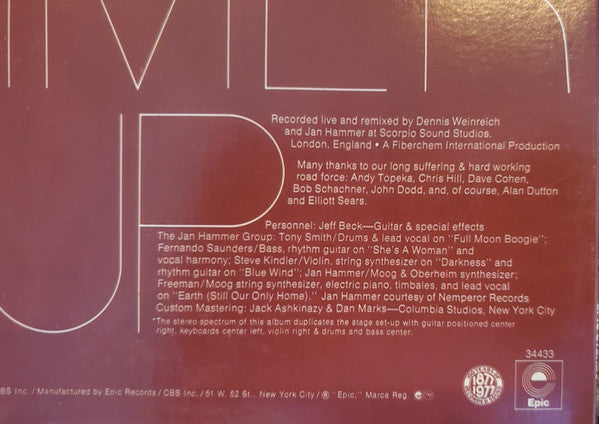 MMER
UP
Recorded live and remixed by Dennis Weinreich
and Jan Hammer at Scorpio Sound Studios,
London, England • A Fiberchem International Production
Many thanks to our long suffering & hard working
road force: Andy Topeka, Chris Hill, Dave Cohen,
Bob Schachner, John Dodd, and, of course, Alan Dutton
and Elliott Sears.
Personnel: Jeff Beck—Guitar & special effects
The Jan Hammer Group: Tony Smith/Drums & lead vocal on "Full Moon Boogie";
Fernando Saunders/Bass, rhythm guitar on "She's A Woman" and
vocal harmony; Steve Kindler/Violin, string synthesizer on "Darkness" and
rhythm guitar on "Blue Wind"; Jan Hammer/Moog & Oberheim synthesizer;
Freeman/Moog string synthesizer, electric piano, timbales, and lead vocal
on "Earth (Still Our Only Home)." Jan Hammer courtesy of Nemperor Records
Custom Mastering: Jack Ashkinazy & Dan Marks—Columbia Studios, New York City
*The stereo spectrum of this album duplicates the stage set-up with guitar positioned center
right, keyboards center left, violin right & drums and bass center.
34433
1877
1977
Epic
BS Inc. / Manufactured by Epic Records / CBS Inc. / 51 W. 52 St., New York City / ® "Epic," Marca Reg.